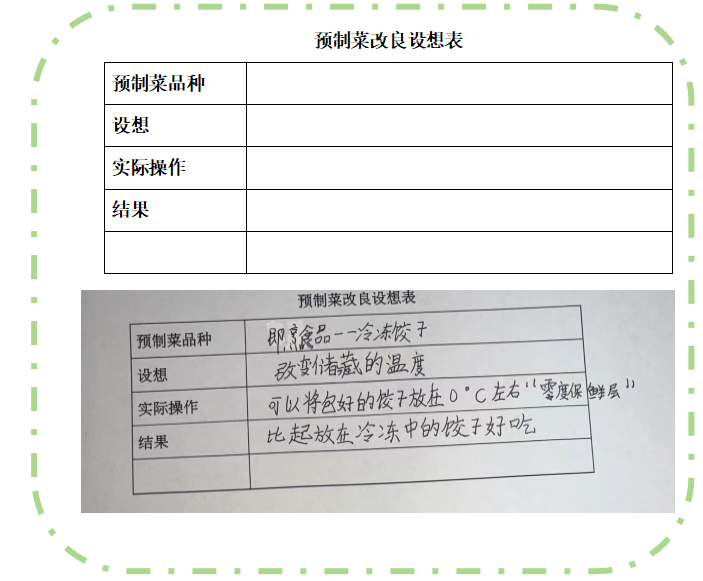 预制菜改良设想表
预制菜品种
设想
实际操作
结果
预制菜改良设想表
预制菜品种 即烹食品——冷冻饺子
设想 改变储藏的温度
实际操作 可以将包好的饺子放在0°C左右“零度保鲜层”
结果 比起放在冷冻中的饺子好吃